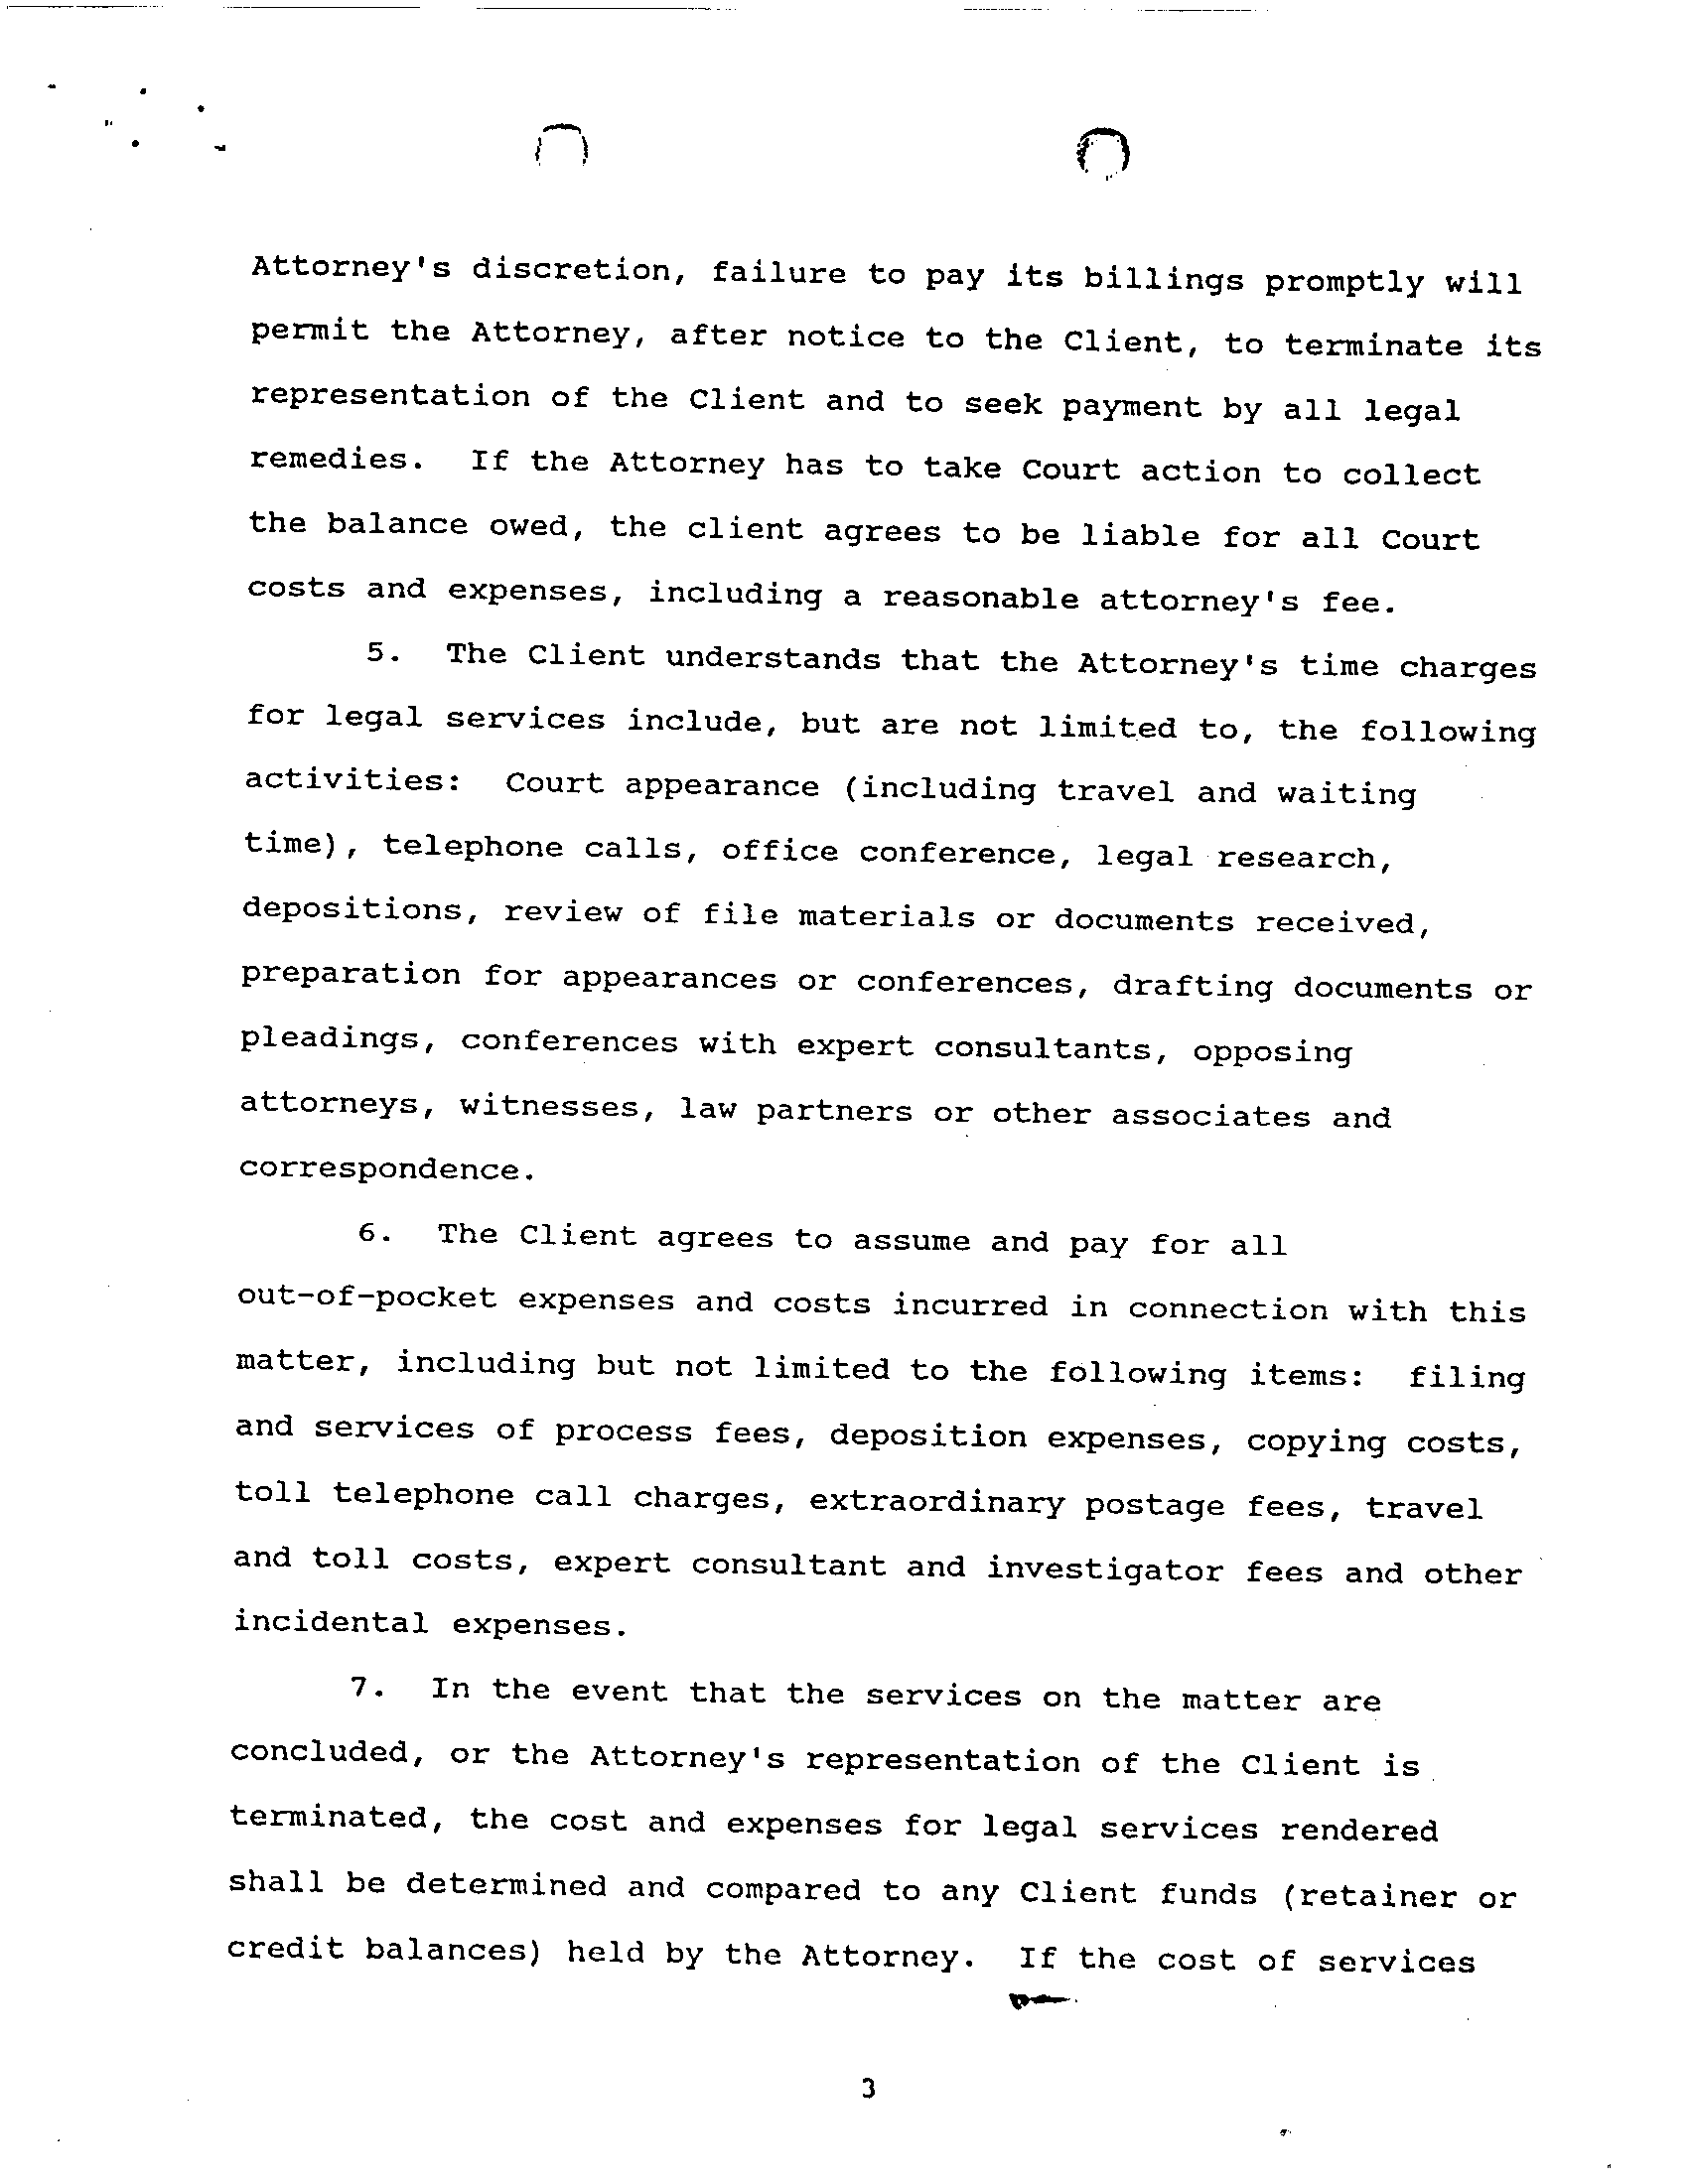 Attorney's discretion, failure to pay its billings promptly will
permit the Attorney, after notice to the Client, to terminate its
representation of the Client and to seek payment by all legal
remedies.  If the Attorney has to take Court action to collect
the balance owed, the client agrees to be liable for all Court
costs and expenses, including a reasonable attorney's fee.
5.  The Client understands that the Attorney's time charges
for legal services include, but are not limited to, the following
activities:  Court appearance (including travel and waiting
time), telephone calls, office conference, legal research,
depositions, review of file materials or documents received,
preparation for appearances or conferences, drafting documents or
pleadings, conferences with expert consultants, opposing
attorneys, witnesses, law partners or other associates and
correspondence.
6.  The Client agrees to assume and pay for all
out-of-pocket expenses and costs incurred in connection with this
matter, including but not limited to the following items:  filing
and services of process fees, deposition expenses, copying costs,
toll telephone call charges, extraordinary postage fees, travel
and toll costs, expert consultant and investigator fees and other
incidental expenses.
7.  In the event that the services on the matter are
concluded, or the Attorney's representation of the Client is
terminated, the cost and expenses for legal services rendered
shall be determined and compared to any Client funds (retainer or
credit balances) held by the Attorney.  If the cost of services
3